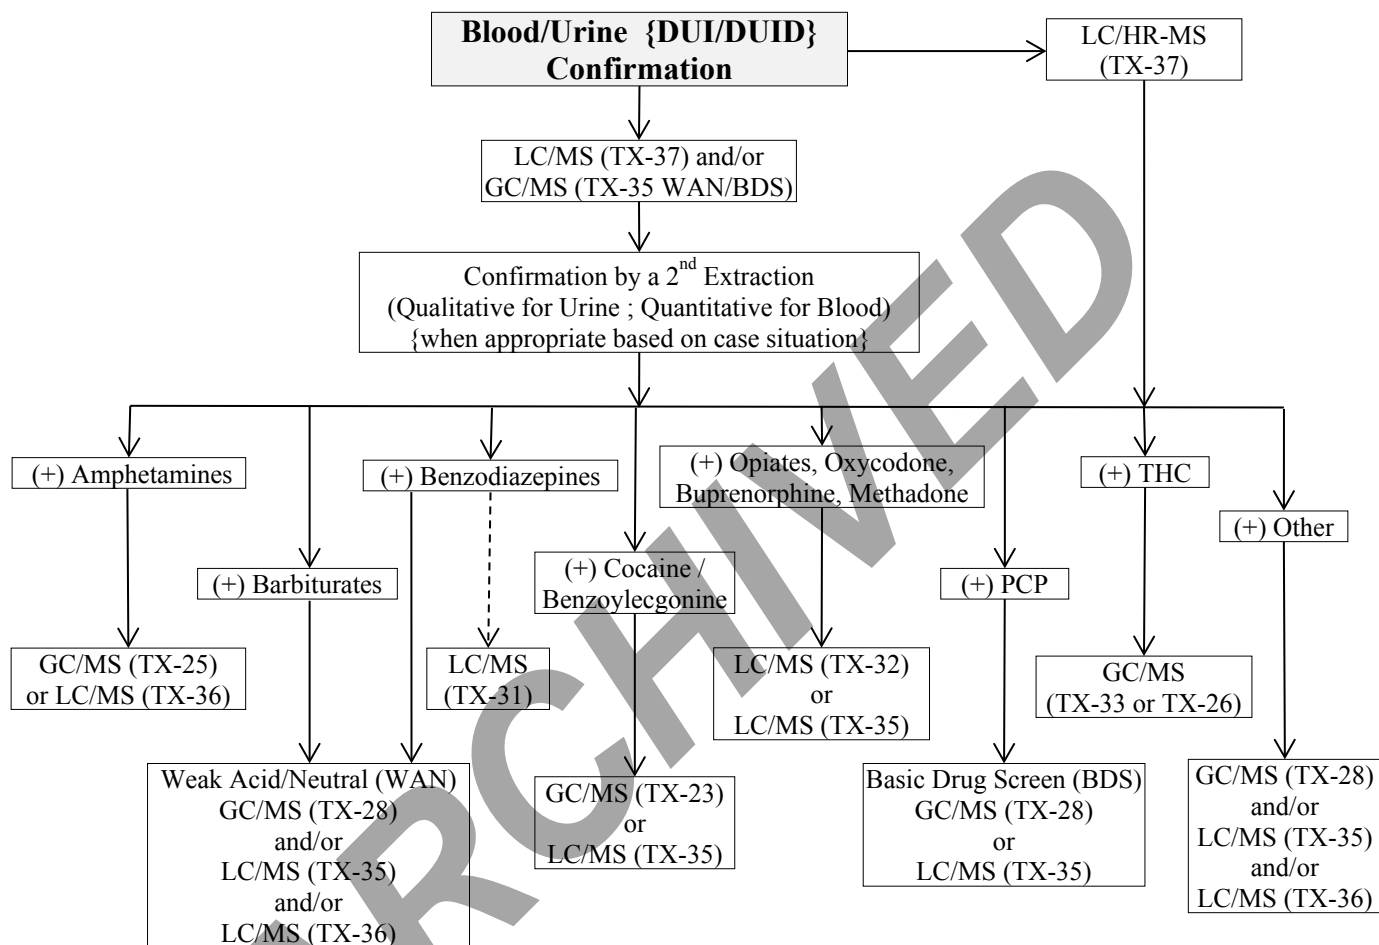 Blood/Urine {DUI/DUID}
Confirmation
LC/HR-MS
(TX-37)
LC/MS (TX-37) and/or
GC/MS (TX-35 WAN/BDS)
Confirmation by a 2nd Extraction
(Qualitative for Urine ; Quantitative for Blood)
{when appropriate based on case situation}
(+) Amphetamines
(+) Barbiturates
(+) Benzodiazepines
(+) Cocaine /
Benzoylecgonine
(+) Opiates, Oxycodone,
Buprenorphine, Methadone
(+) PCP
(+) THC
(+) Other
GC/MS (TX-25)
or LC/MS (TX-36)
LC/MS
(TX-31)
LC/MS (TX-32)
or
LC/MS (TX-35)
GC/MS
(TX-33 or TX-26)
Weak Acid/Neutral (WAN)
GC/MS (TX-28)
and/or
LC/MS (TX-35)
and/or
LC/MS (TX-36)
GC/MS (TX-23)
or
LC/MS (TX-35)
Basic Drug Screen (BDS)
GC/MS (TX-28)
or
LC/MS (TX-35)
GC/MS (TX-28)
and/or
LC/MS (TX-35)
and/or
LC/MS (TX-36)
ARCHIVED